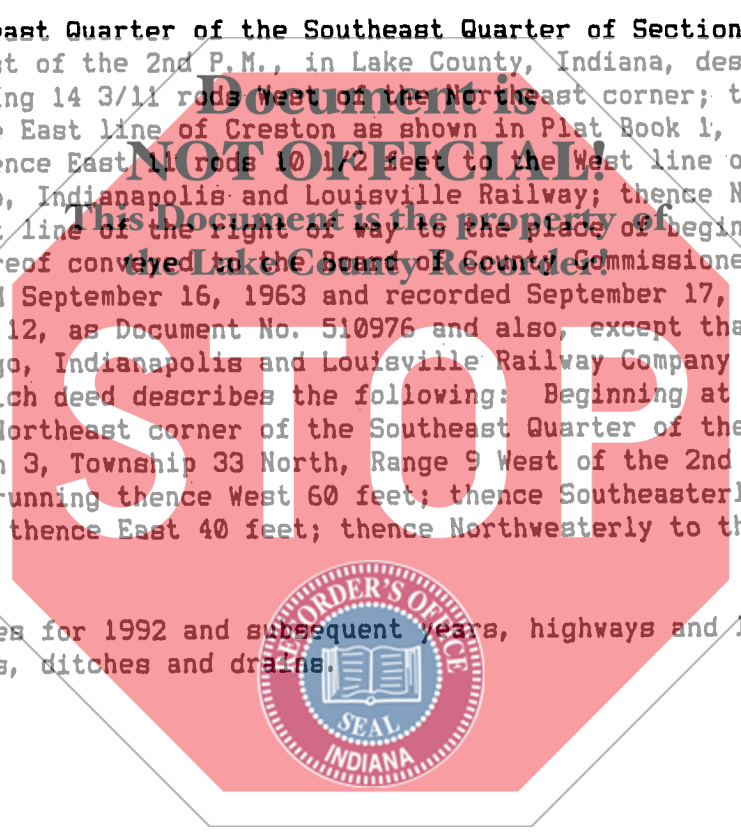 east Quarter of the Southeast Quarter of Section
st of the 2nd P.M., in Lake County, Indiana, des
ing 14 3/11 rods West of the Northeast corner; t
e East line of Creston as shown in Plat Book 1,
ence East 11 rods 10 1/2 feet to the West line o
o, Indianapolis and Louisville Railway; thence N
t line of the right of way to the place of begin
reof conveyed to the Board of County Commissione
d September 16, 1963 and recorded September 17,
12, as Document No. 510976 and also, except tha
go, Indianapolis and Louisville Railway Company
ich deed describes the following: Beginning at
Northeast corner of the Southeast Quarter of the
n 3, Township 33 North, Range 9 West of the 2nd
running thence West 60 feet; thence Southeasterl
thence East 40 feet; thence Northwesterly to th
es for 1992 and subsequent years, highways and l
s, ditches and drains.
Document is
NOT OFFICIAL!
This Document is the property of
the Lake County Recorder!
STOP
RECORDER'S OFFICE
SEAL
INDIANA